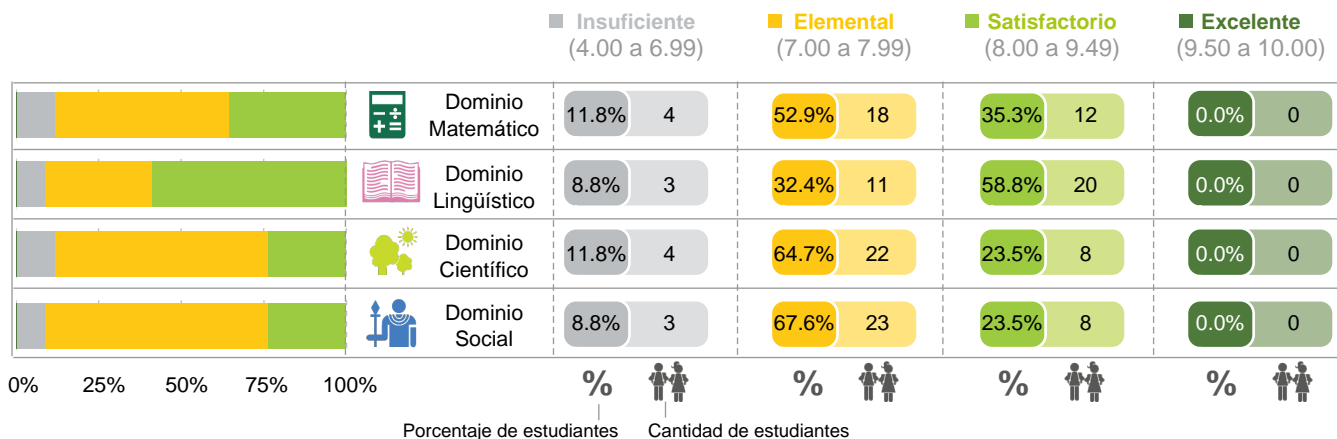 Insuficiente Elemental Satisfactorio Excelente
(4.00 a 6.99) (7.00 a 7.99) (8.00 a 9.49) (9.50 a 10.00)
Dominio
Matemático
11.8% 4 52.9% 18 35.3% 12 0.0% 0
Dominio
Lingüístico
8.8% 3 32.4% 11 58.8% 20 0.0% 0
Dominio
Científico
11.8% 4 64.7% 22 23.5% 8 0.0% 0
Dominio
Social
8.8% 3 67.6% 23 23.5% 8 0.0% 0
0% 25% 50% 75% 100% % % % %
Porcentaje de estudiantes Cantidad de estudiantes